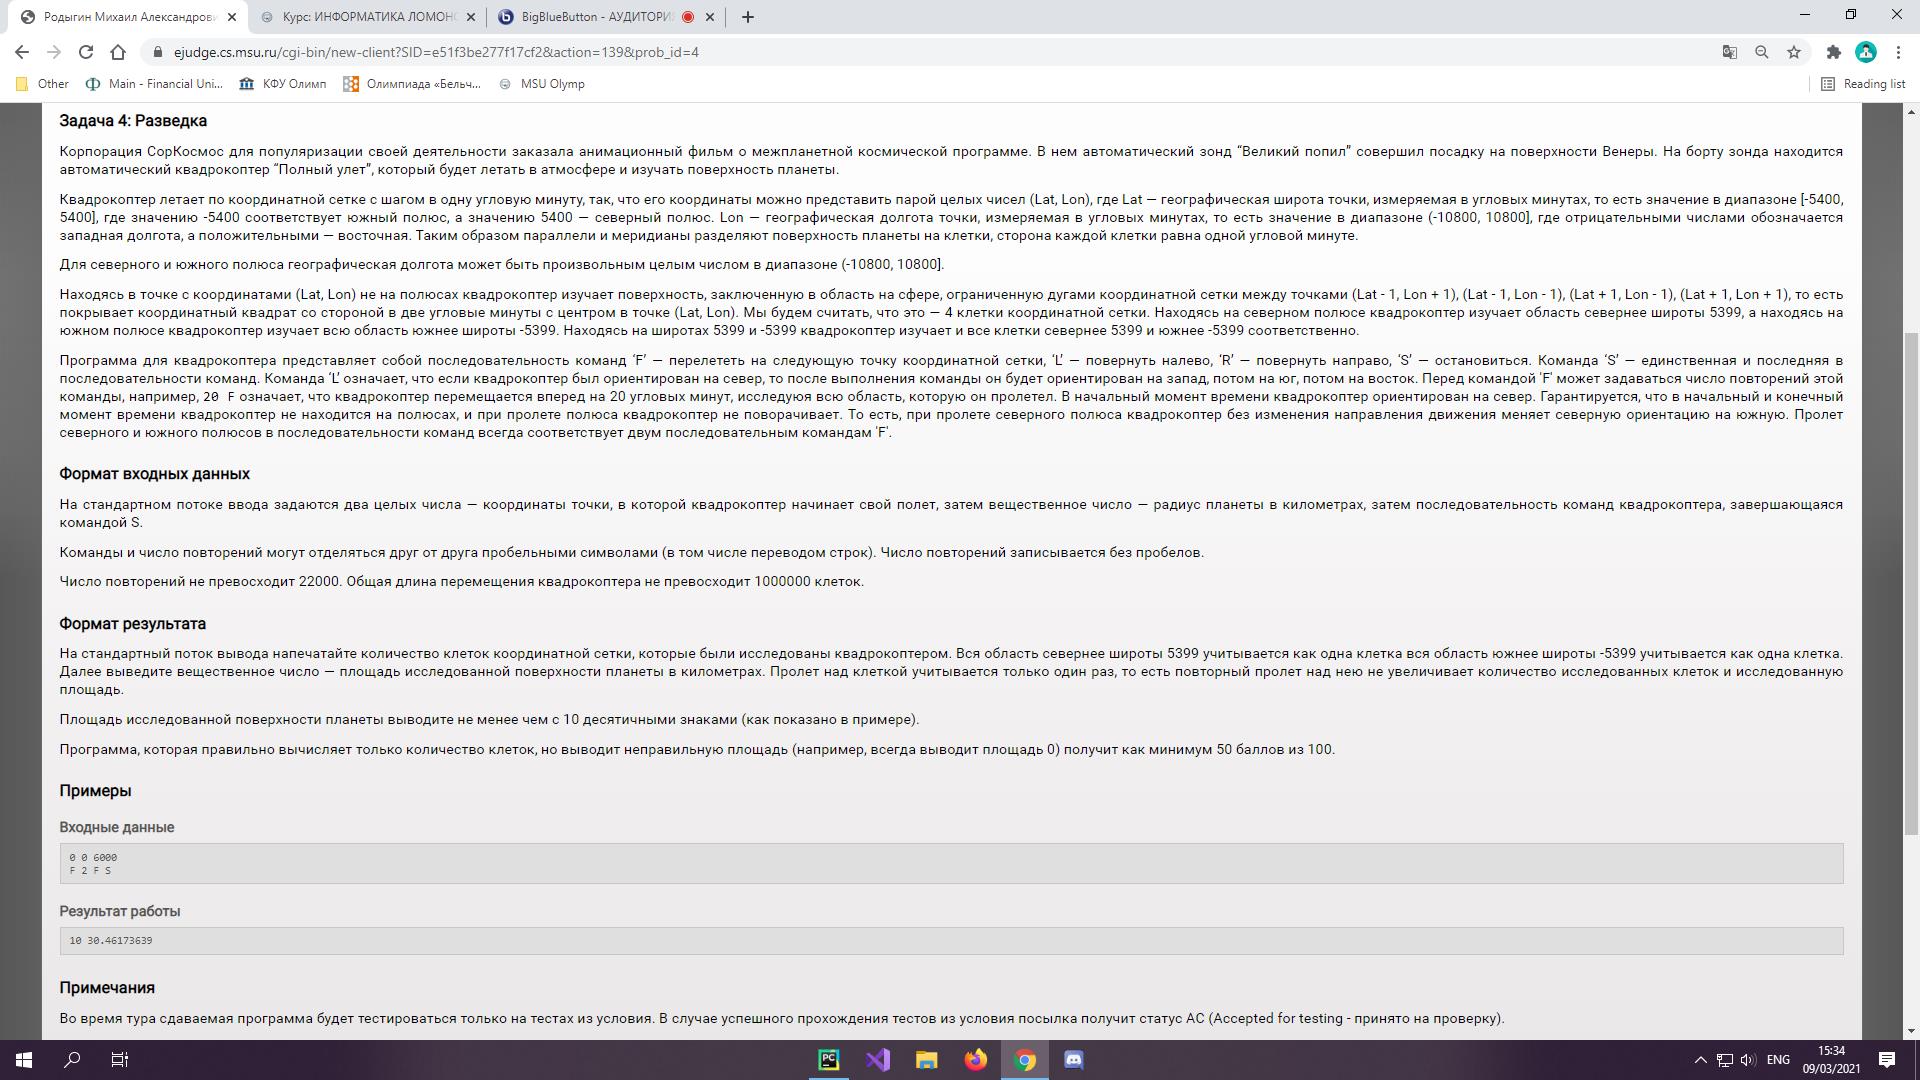 Родыгин Михаил Александрови
Курс: ИНФОРМАТИКА ЛОМОНО
BigBlueButton - АУДИТОРИ
ejudge.cs.msu.ru/cgi-bin/new-client?SID=e51f3be277f17cf2&action=139&prob_id=4
Other
Main - Financial Uni...
КФУ Олимп
Олимпиада «Бельч...
MSU Olymp
Reading list
Задача 4: Разведка
Корпорация СорКосмос для популяризации своей деятельности заказала анимационный фильм о межпланетной космической программе. В нем автоматический зонд “Великий попил” совершил посадку на поверхности Венеры. На борту зонда находится
автоматический квадрокоптер “Полный улет”, который будет летать в атмосфере и изучать поверхность планеты.
Квадрокоптер летает по координатной сетке с шагом в одну угловую минуту, так, что его координаты можно представить парой целых чисел (Lat, Lon), где Lat — географическая широта точки, измеряемая в угловых минутах, то есть значение в диапазоне [-5400,
5400], где значению -5400 соответствует южный полюс, а значению 5400 — северный полюс. Lon — географическая долгота точки, измеряемая в угловых минутах, то есть значение в диапазоне (-10800, 10800], где отрицательными числами обозначается
западная долгота, а положительными — восточная. Таким образом параллели и меридианы разделяют поверхность планеты на клетки, сторона каждой клетки равна одной угловой минуте.
Для северного и южного полюса географическая долгота может быть произвольным целым числом в диапазоне (-10800, 10800].
Находясь в точке с координатами (Lat, Lon) не на полюсах квадрокоптер изучает поверхность, заключенную в область на сфере, ограниченную дугами координатной сетки между точками (Lat - 1, Lon + 1), (Lat - 1, Lon - 1), (Lat + 1, Lon - 1), (Lat + 1, Lon + 1), то есть
покрывает координатный квадрат со стороной в две угловые минуты с центром в точке (Lat, Lon). Мы будем считать, что это — 4 клетки координатной сетки. Находясь на северном полюсе квадрокоптер изучает область севернее широты 5399, а находясь на
южном полюсе квадрокоптер изучает всю область южнее широты -5399. Находясь на широтах 5399 и -5399 квадрокоптер изучает и все клетки севернее 5399 и южнее -5399 соответственно.
Программа для квадрокоптера представляет собой последовательность команд ‘F’ — перелететь на следующую точку координатной сетки, ‘L’ — повернуть налево, ‘R’ — повернуть направо, ‘S’ — остановиться. Команда ‘S’ — единственная и последняя в
последовательности команд. Команда ‘L’ означает, что если квадрокоптер был ориентирован на север, то после выполнения команды он будет ориентирован на запад, потом на юг, потом на восток. Перед командой 'F' может задаваться число повторений этой
команды, например, 20 F означает, что квадрокоптер перемещается вперед на 20 угловых минут, исследуюя всю область, которую он пролетел. В начальный момент времени квадрокоптер ориентирован на север. Гарантируется, что в начальный и конечный
момент времени квадрокоптер не находится на полюсах, и при пролете полюса квадрокоптер не поворачивает. То есть, при пролете северного полюса квадрокоптер без изменения направления движения меняет северную ориентацию на южную. Пролет
северного и южного полюсов в последовательности команд всегда соответствует двум последовательным командам 'F'.
Формат входных данных
На стандартном потоке ввода задаются два целых числа — координаты точки, в которой квадрокоптер начинает свой полет, затем вещественное число — радиус планеты в километрах, затем последовательность команд квадрокоптера, завершающаяся
командой S.
Команды и число повторений могут отделяться друг от друга пробельными символами (в том числе переводом строк). Число повторений записывается без пробелов.
Число повторений не превосходит 22000. Общая длина перемещения квадрокоптера не превосходит 1000000 клеток.
Формат результата
На стандартный поток вывода напечатайте количество клеток координатной сетки, которые были исследованы квадрокоптером. Вся область севернее широты 5399 учитывается как одна клетка вся область южнее широты -5399 учитывается как одна клетка.
Далее выведите вещественное число — площадь исследованной поверхности планеты в километрах. Пролет над клеткой учитывается только один раз, то есть повторный пролет над нею не увеличивает количество исследованных клеток и исследованную
площадь.
Площадь исследованной поверхности планеты выводите не менее чем с 10 десятичными знаками (как показано в примере).
Программа, которая правильно вычисляет только количество клеток, но выводит неправильную площадь (например, всегда выводит площадь 0) получит как минимум 50 баллов из 100.
Примеры
Входные данные
0 0 6000
F 2 F S
Результат работы
10 30.46173639
Примечания
Во время тура сдаваемая программа будет тестироваться только на тестах из условия. В случае успешного прохождения тестов из условия посылка получит статус AC (Accepted for testing - принято на проверку).
PC
ENG
15:34
09/03/2021